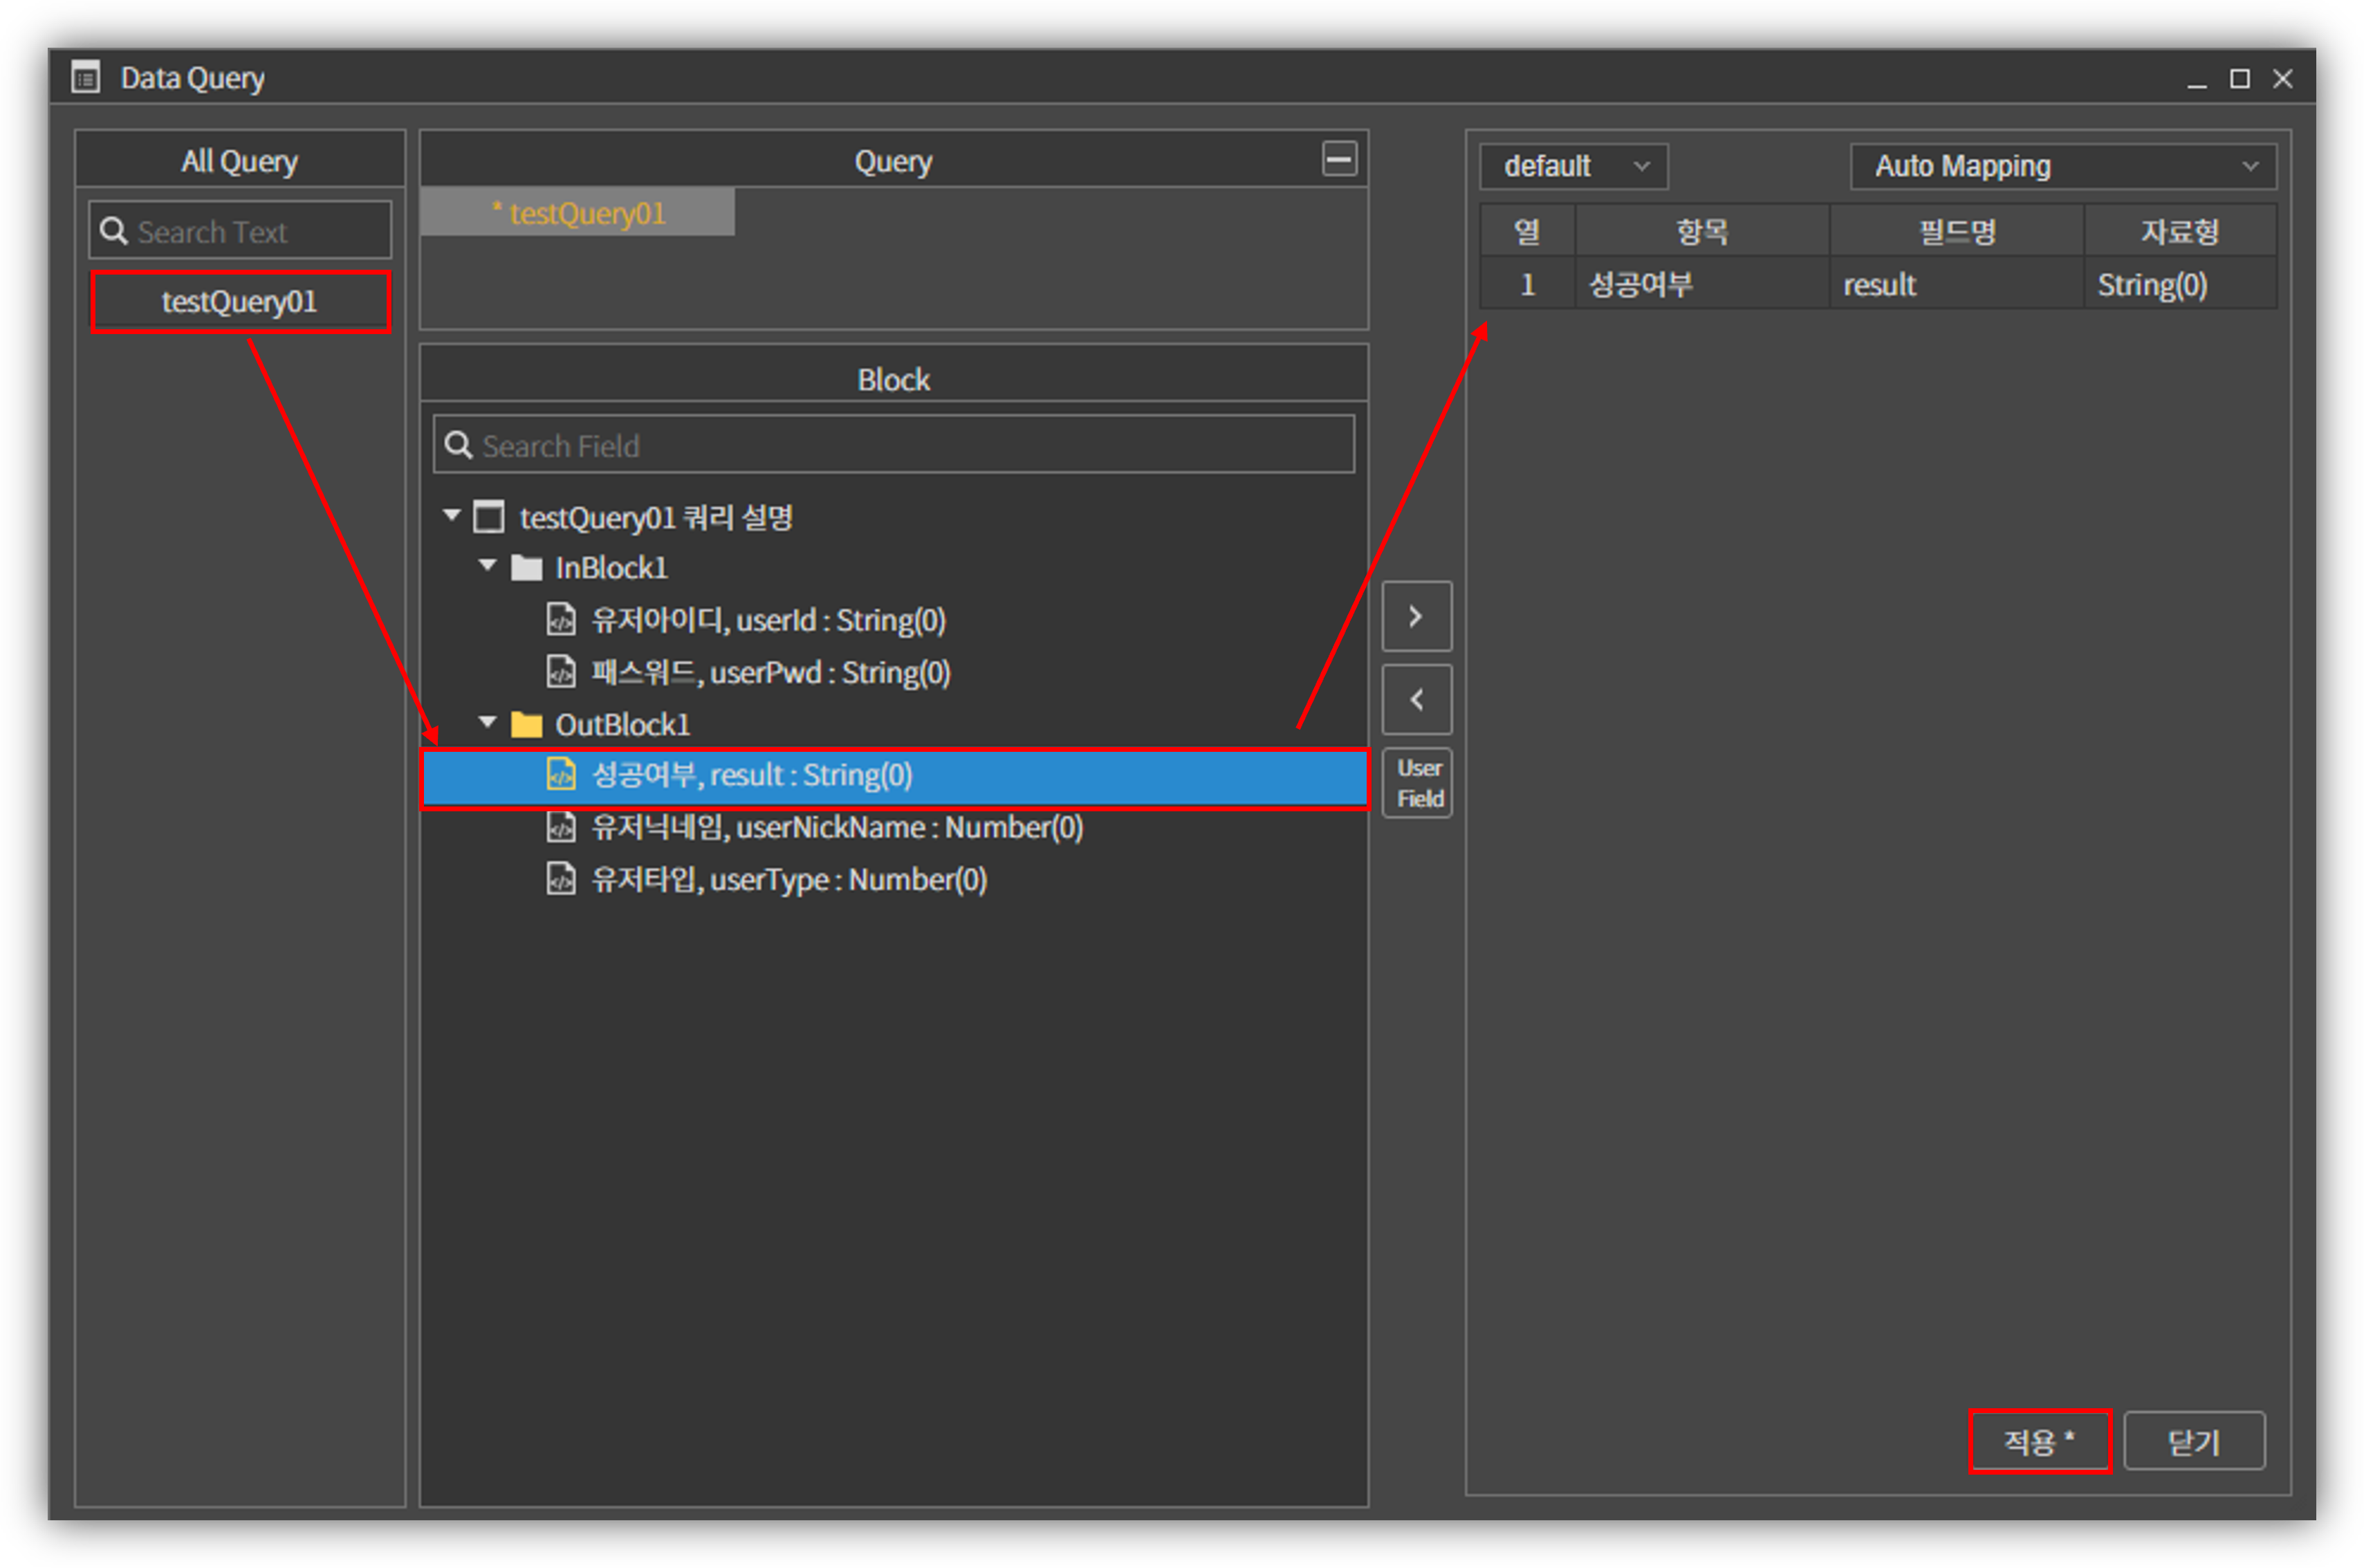 Data Query
All Query
Search Text
testQuery01
Query
* testQuery01
Block
Search Field
testQuery01 쿼리 설명
InBlock1
유저아이디, userId : String(0)
패스워드, userPwd : String(0)
OutBlock1
성공여부, result : String(0)
유저닉네임, userNickName : Number(0)
유저타입, userType : Number(0)
>
<
User
Field
default
Auto Mapping
열 항목 필드명 자료형
1 성공여부 result String(0)
적용 *
닫기